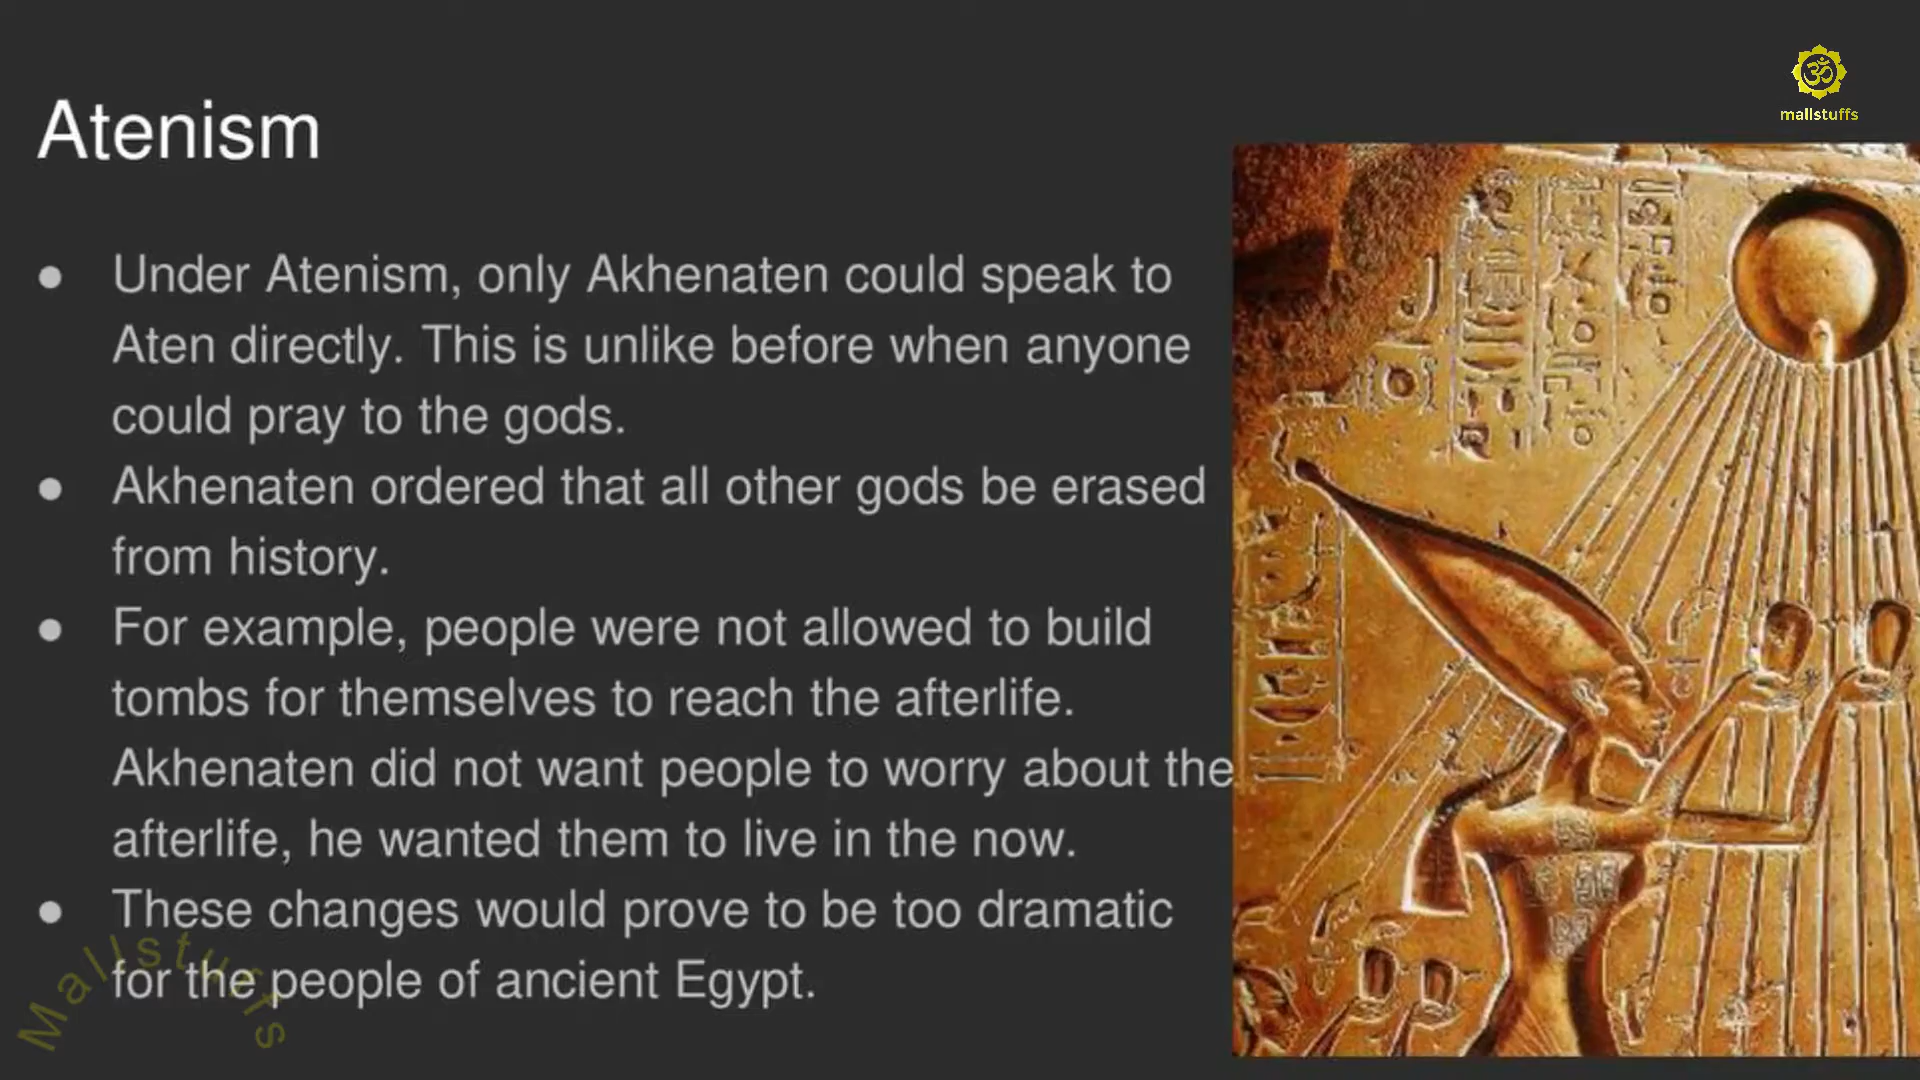 mallstuffs
Atenism
● Under Atenism, only Akhenaten could speak to
Aten directly. This is unlike before when anyone
could pray to the gods.
● Akhenaten ordered that all other gods be erased
from history.
● For example, people were not allowed to build
tombs for themselves to reach the afterlife.
Akhenaten did not want people to worry about the
afterlife, he wanted them to live in the now.
● These changes would prove to be too dramatic
for the people of ancient Egypt.
Mallstuffs